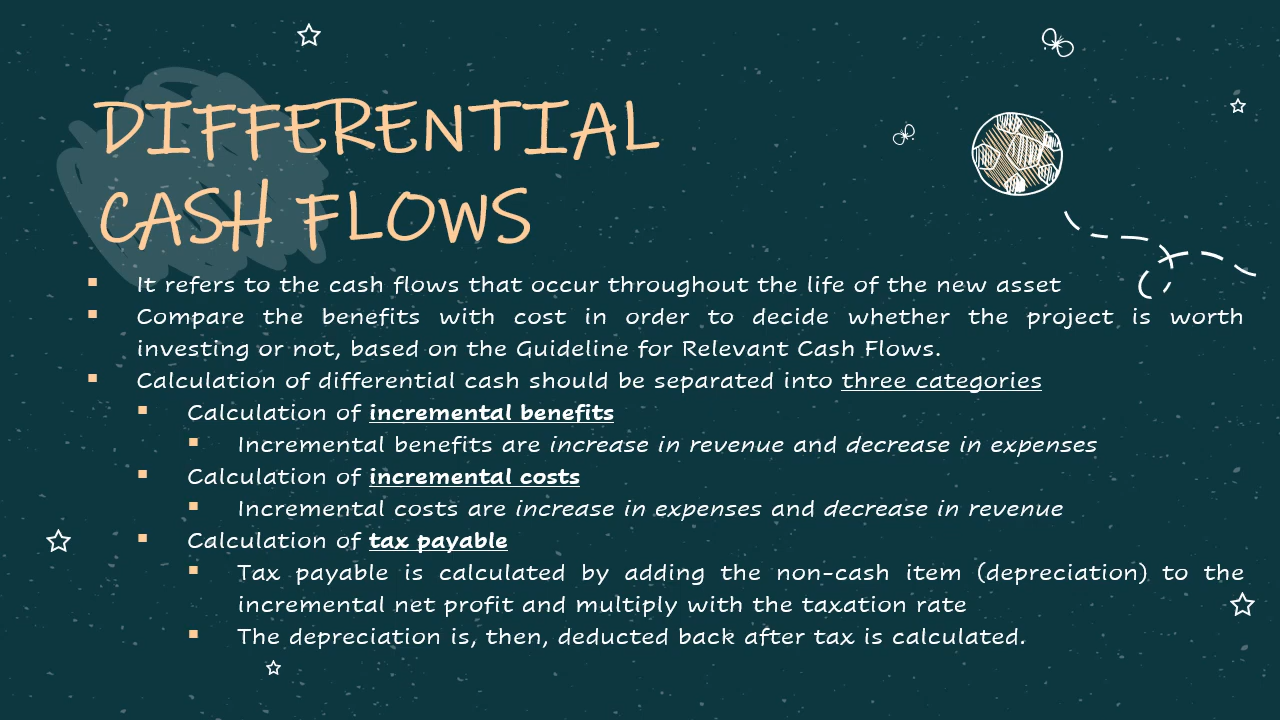 DIFFERENTIAL
CASH FLOWS
▪ It refers to the cash flows that occur throughout the life of the new asset
▪ Compare the benefits with cost in order to decide whether the project is worth
investing or not, based on the Guideline for Relevant Cash Flows.
▪ Calculation of differential cash should be separated into three categories
▪ Calculation of incremental benefits
▪ Incremental benefits are increase in revenue and decrease in expenses
▪ Calculation of incremental costs
▪ Incremental costs are increase in expenses and decrease in revenue
▪ Calculation of tax payable
▪ Tax payable is calculated by adding the non-cash item (depreciation) to the
incremental net profit and multiply with the taxation rate
▪ The depreciation is, then, deducted back after tax is calculated.